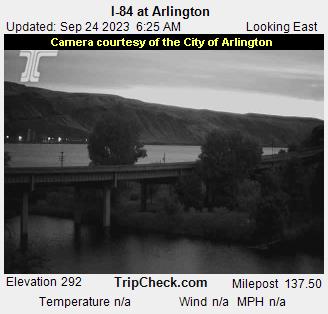 I-84 at Arlington
Updated: Sep 24 2023 6:25 AM Looking East
Camera courtesy of the City of Arlington
Elevation 292 TripCheck.com Milepost 137.50
Temperature n/a Wind n/a MPH n/a